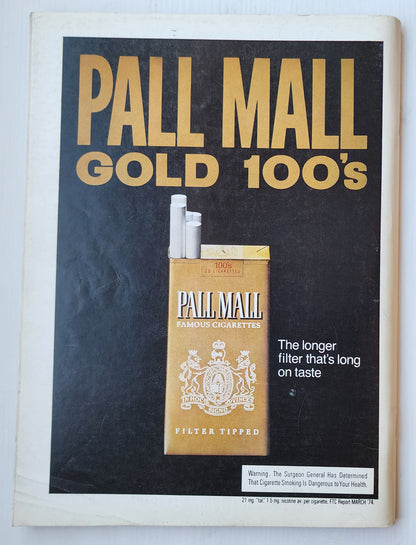 PALL MALL
GOLD 100's
100's
20 CIGARETTES
PALL MALL
FAMOUS CIGARETTES
IN HOC
SIGNO
VINCES
FILTER TIPPED
The longer
filter that's long
on taste
Warning: The Surgeon General Has Determined
That Cigarette Smoking Is Dangerous to Your Health.
21 mg. "tar," 1.5 mg. nicotine av. per cigarette, FTC Report MARCH '74.